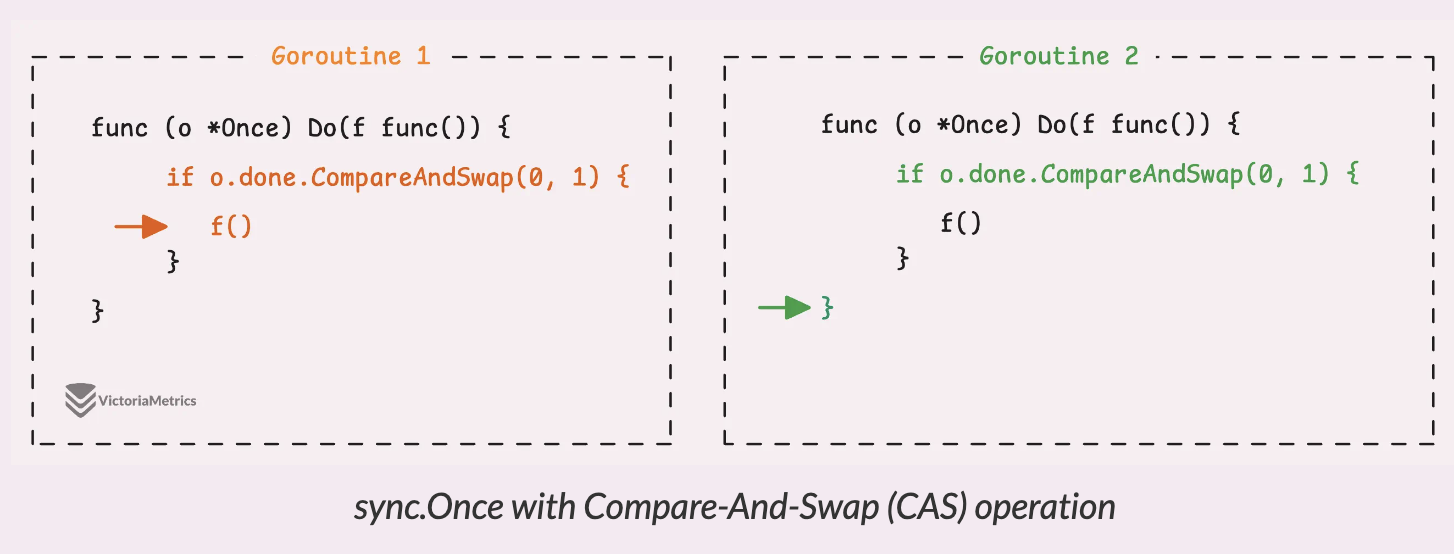 Goroutine 1
func (o *Once) Do(f func()) {
if o.done.CompareAndSwap(0, 1) {
f()
}
}
VictoriaMetrics
Goroutine 2
func (o *Once) Do(f func()) {
if o.done.CompareAndSwap(0, 1) {
f()
}
}
sync.Once with Compare-And-Swap (CAS) operation